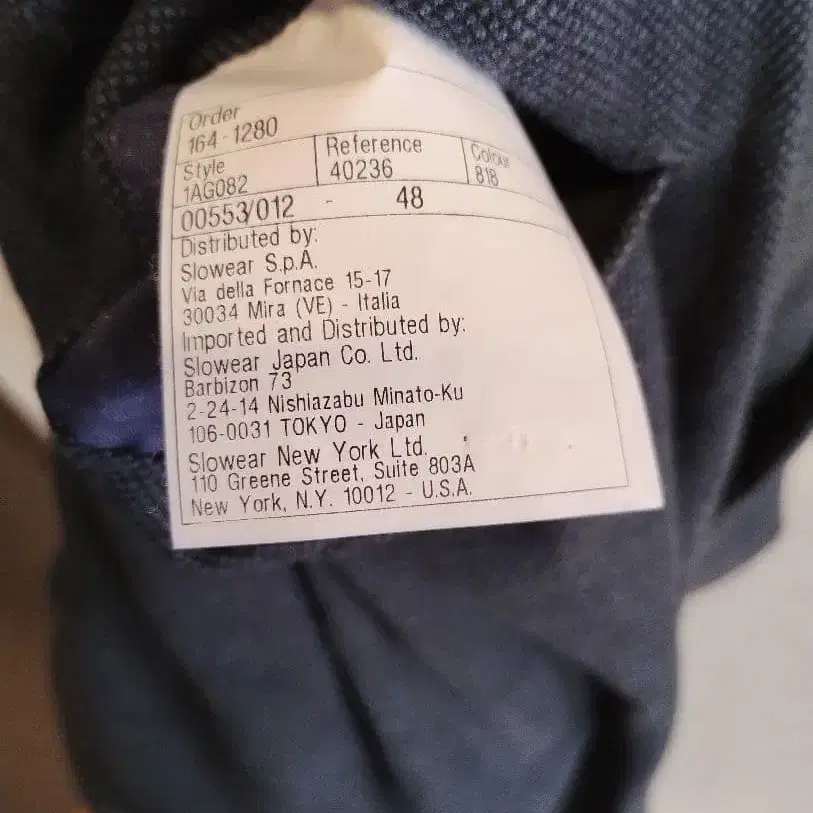 Order
164-1280
Style
1AG082
Reference
40236
Colour
818
00553/012 - 48
Distributed by:
Slowear S.p.A.
Via della Fornace 15-17
30034 Mira (VE) - Italia
Imported and Distributed by:
Slowear Japan Co. Ltd.
Barbizon 73
2-24-14 Nishiazabu Minato-Ku
106-0031 TOKYO - Japan
Slowear New York Ltd.
110 Greene Street, Suite 803A
New York, N.Y. 10012 - U.S.A.